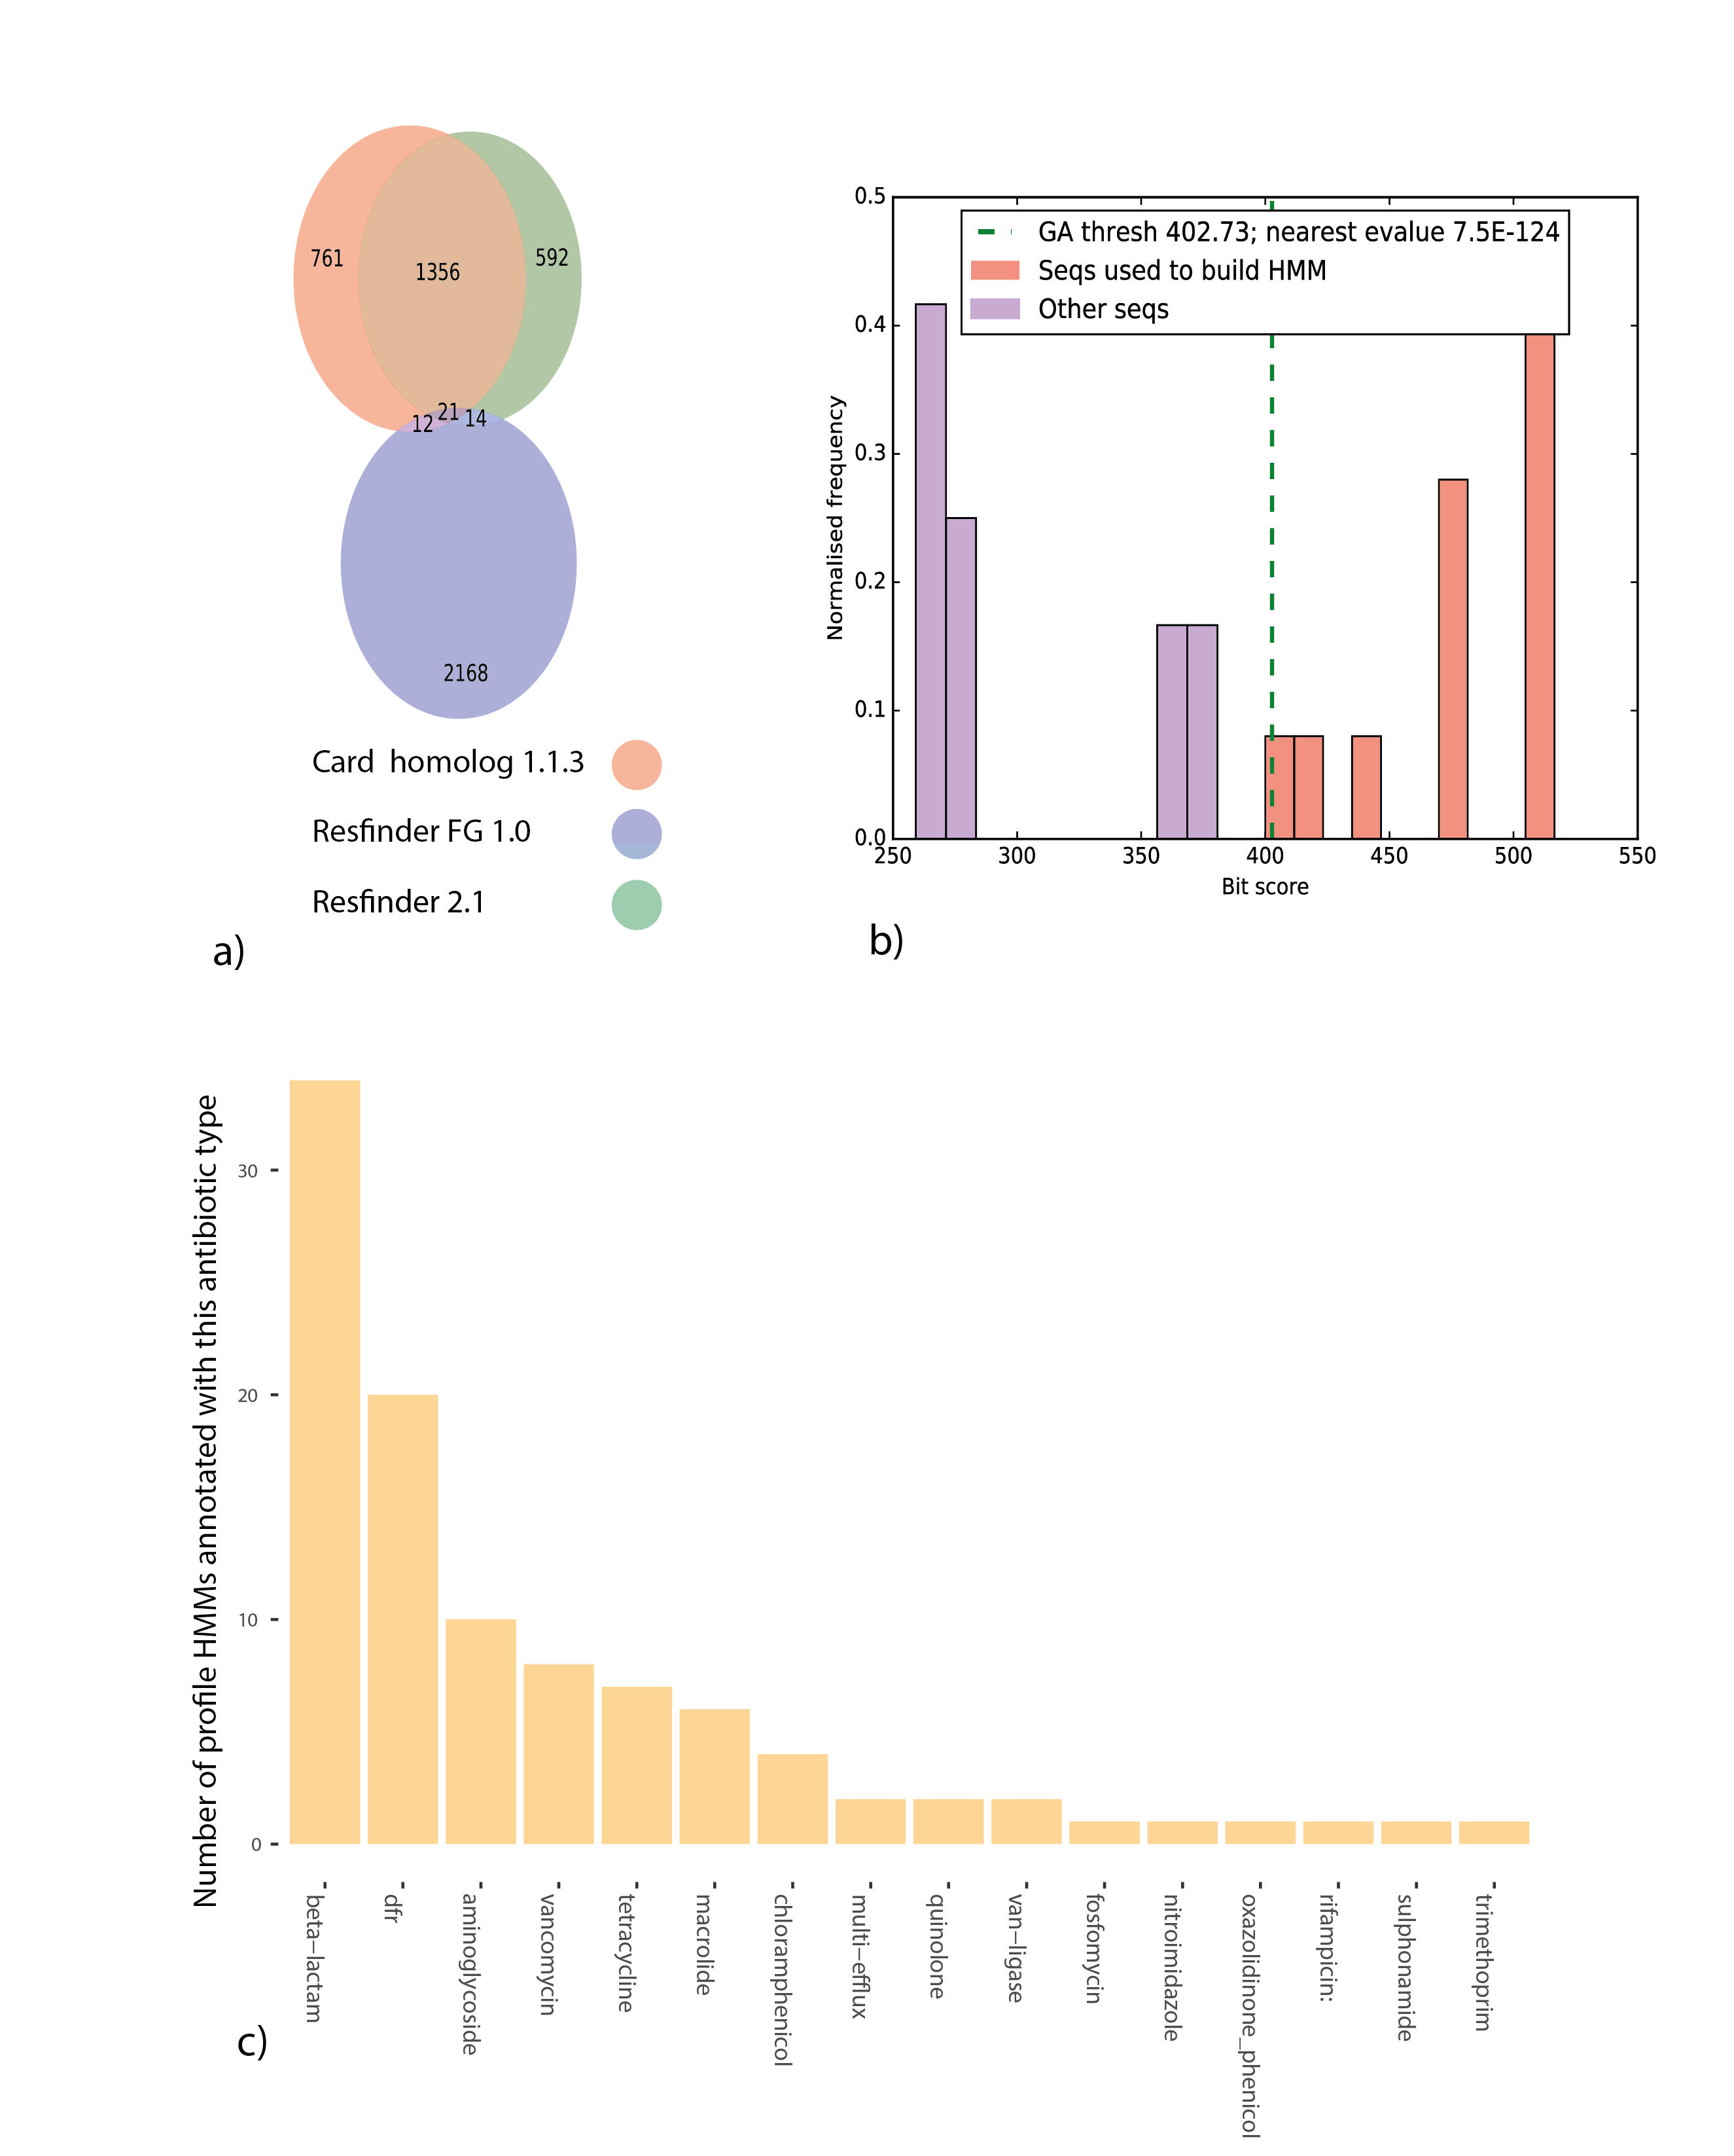 761
1356
592
12
21
14
2168
Card homolog 1.1.3
Resfinder FG 1.0
Resfinder 2.1
a)
0.5
0.4
0.3
0.2
0.1
0.0
Normalised frequency
GA thresh 402.73; nearest evalue 7.5E-124
Seqs used to build HMM
Other seqs
250 300 350 400 450 500 550
Bit score
b)
Number of profile HMMs annotated with this antibiotic type
30
20
10
0
beta−lactam
dfr
aminoglycoside
vancomycin
tetracycline
macrolide
chloramphenicol
multi−efflux
quinolone
van−ligase
fosfomycin
nitroimidazole
oxazolidinone_phenicol
rifampicin:
sulphonamide
trimethoprim
c)